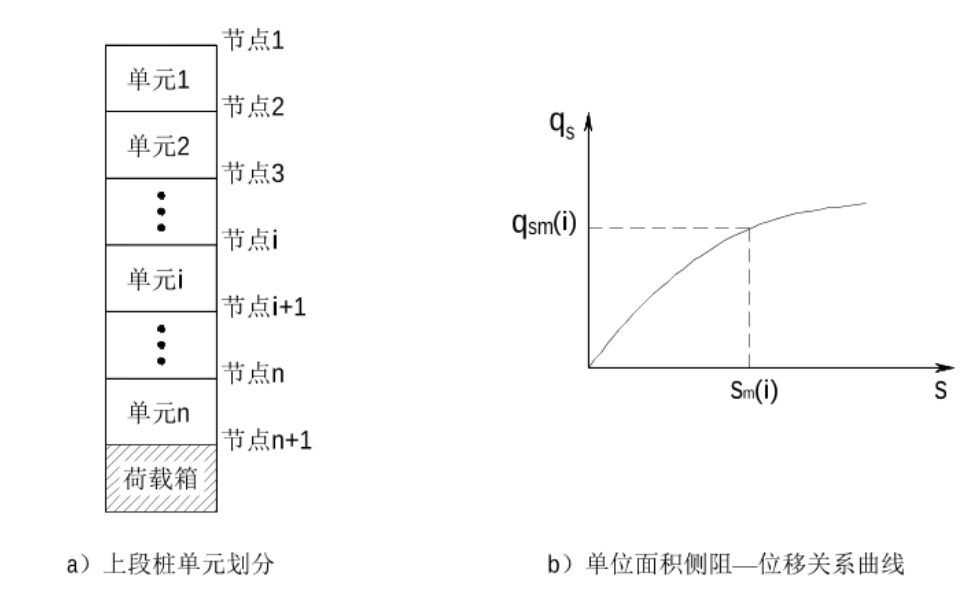 节点1
单元1
节点2
单元2
节点3
节点i
单元i
节点i+1
节点n
单元n
节点n+1
荷载箱
a）上段桩单元划分
qs
qsm(i)
sm(i)
s
b）单位面积侧阻—位移关系曲线